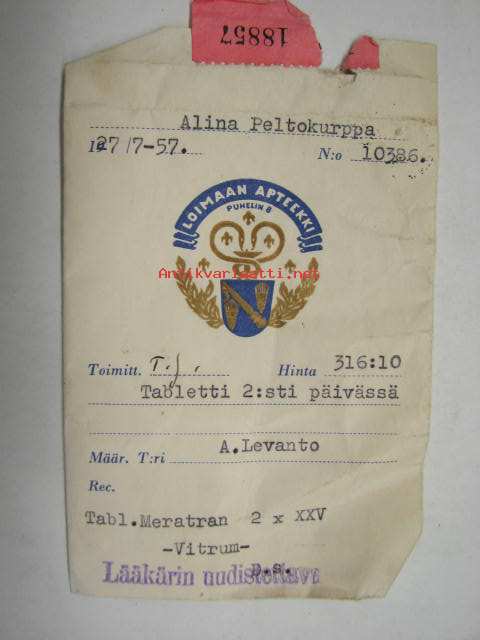 18857
Alina Peltokurppa
19 27/7-57. N:o 10386.
LOIMAAN APTEEKKI
PUHELIN 8
Antikvariaatti.net
Toimitt. T.J. Hinta 316:10
Tabletti 2:sti päivässä
Määr. T:ri A.Levanto
Rec.
Tabl.Meratran 2 x XXV
-Vitrum-
D.s.
Lääkärin uudistettava